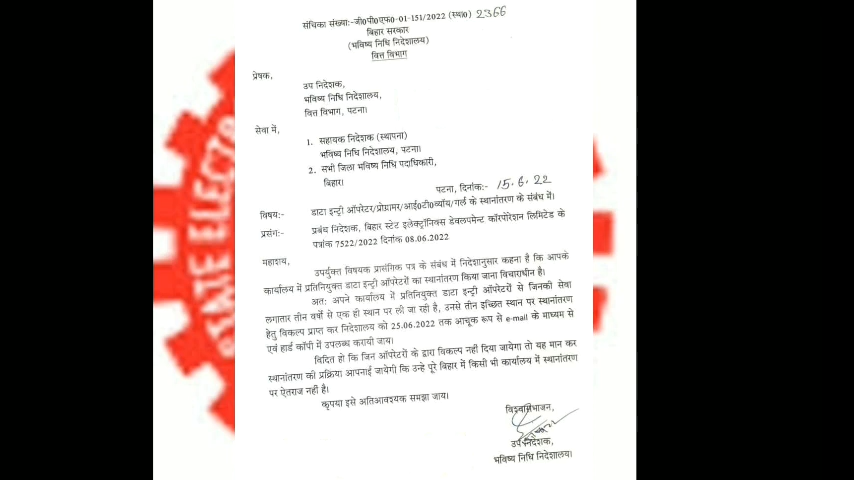 संचिका संख्या:-जी0पी0एफ0-01-151/2022 (स्था0) 2366
बिहार सरकार
(भविष्य निधि निदेशालय)
वित्त विभाग
प्रेषक,
उप निदेशक,
भविष्य निधि निदेशालय,
वित्त विभाग, पटना।
सेवा में,
1. सहायक निदेशक (स्थापना)
भविष्य निधि निदेशालय, पटना।
2. सभी जिला भविष्य निधि पदाधिकारी,
बिहार।
पटना, दिनांक:- 15.6.22
विषय:- डाटा इन्ट्री ऑपरेटर/प्रोग्रामर/आई0टी0ब्यॉय/गर्ल के स्थानांतरण के संबंध में।
प्रसंग:- प्रबंध निदेशक, बिहार स्टेट इलेक्ट्रॉनिक्स डेवलपमेन्ट कॉरपोरेशन लिमिटेड के
पत्रांक 7522/2022 दिनांक 08.06.2022
महाशय,
उपर्युक्त विषयक प्रासंगिक पत्र के संबंध में निदेशानुसार कहना है कि आपके
कार्यालय में प्रतिनियुक्त डाटा इन्ट्री ऑपरेटरों का स्थानांतरण किया जाना विचाराधीन है।
अत: अपने कार्यालय में प्रतिनियुक्त डाटा इन्ट्री ऑपरेटरों से जिनकी सेवा
लगातार तीन वर्षो से एक ही स्थान पर ली जा रही है, उनसे तीन इच्छित स्थान पर स्थानांतरण
हेतु विकल्प प्राप्त कर निदेशालय को 25.06.2022 तक आचूक रूप से e-mail के माध्यम से
एवं हार्ड कॉपी में उपलब्ध करायी जाय।
विदित हो कि जिन ऑपरेटरों के द्वारा विकल्प नही दिया जायेगा तो यह मान कर
स्थानांतरण की प्रक्रिया आपनाई जायेगी कि उन्हे पूरे बिहार में किसी भी कार्यालय में स्थानांतरण
पर ऐतराज नहीं है।
कृपया इसे अतिआवश्यक समझा जाय।
विश्वासभाजन,
उप निदेशक,
भविष्य निधि निदेशालय।
STATE ELECTRO